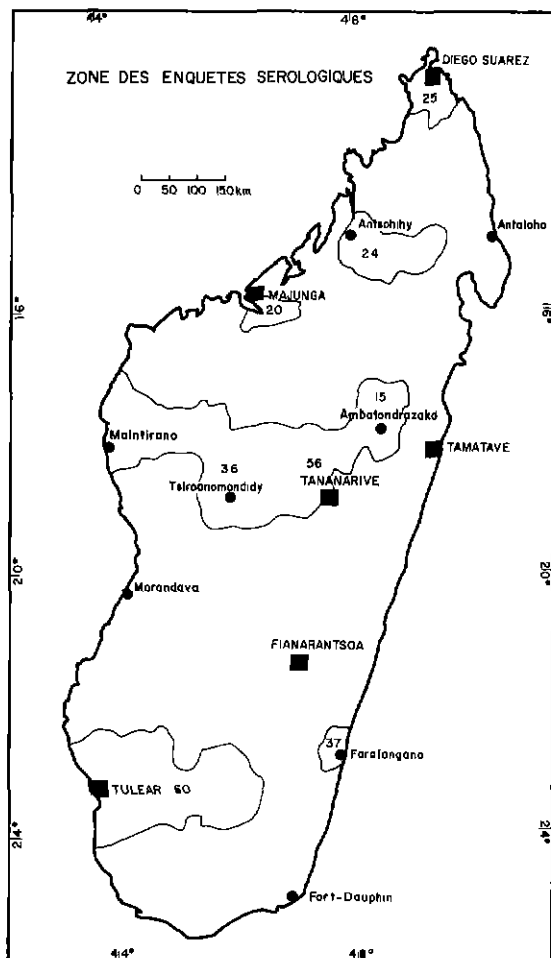 44° 48°
DIEGO SUAREZ
ZONE DES ENQUETES SEROLOGIQUES
25
0 50 100 150km
Antsohihy
Antalaha
24
MAJUNGA
16° 16°
20
15
Ambatondrazaka
Maintirano
TAMATAVE
36 56
TANANARIVE
Tsiroanomandidy
20° 20°
Morandava
FIANARANTSOA
37
Farafangana
TULEAR 60
24° 24°
Fort-Dauphin
44° 48°